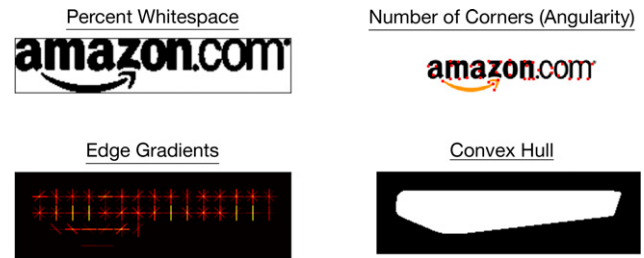 Percent Whitespace
amazon.com
Number of Corners (Angularity)
amazon.com
Edge Gradients
Convex Hull